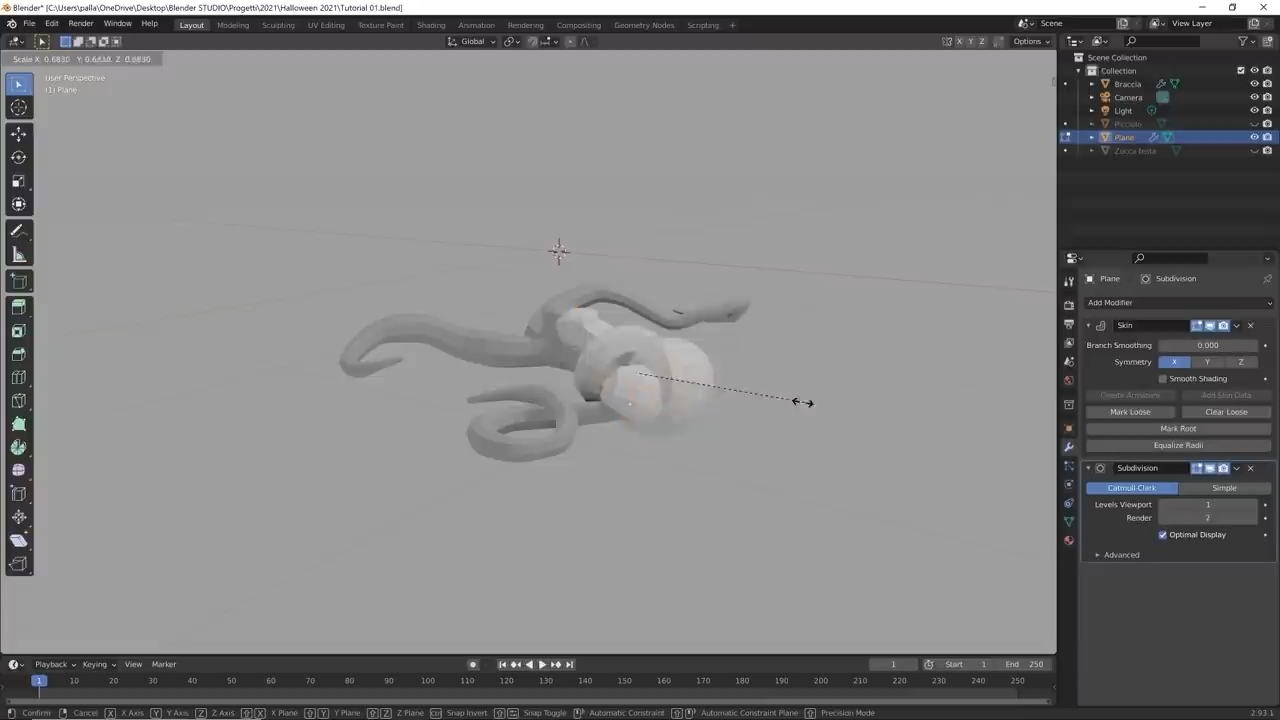 Blender* [C:\Users\palla\OneDrive\Desktop\Blender STUDIO\Progetti\2021\Halloween 2021\Tutorial 01.blend]
File Edit Render Window Help Layout Modeling Sculpting UV Editing Texture Paint Shading Animation Rendering Compositing Geometry Nodes Scripting Scene View Layer
Global X Y Z Options
Scale X: 0.6830 Y: 0.6830 Z: 0.6830
User Perspective
(1) Plane
Scene Collection
Collection
Braccia
Camera
Light
Picciolo
Plane
Zucca testa
Plane Subdivision
Add Modifier
Skin
Branch Smoothing 0.000
Symmetry X Y Z
Smooth Shading
Create Armature Add Skin Data
Mark Loose Clear Loose
Mark Root
Equalize Radii
Subdivision
Catmull-Clark Simple
Levels Viewport 1
Render 2
Optimal Display
Advanced
Playback Keying View Marker 1 Start 1 End 250
1 10 20 30 40 50 60 70 80 90 100 110 120 130 140 150 160 170 180 190 200 210 220 230 240 250
Confirm Cancel X X Axis Y Y Axis Z Z Axis X X Plane Y Y Plane Z Z Plane Snap Invert Snap Toggle Automatic Constraint Automatic Constraint Plane Precision Mode 2.93.1